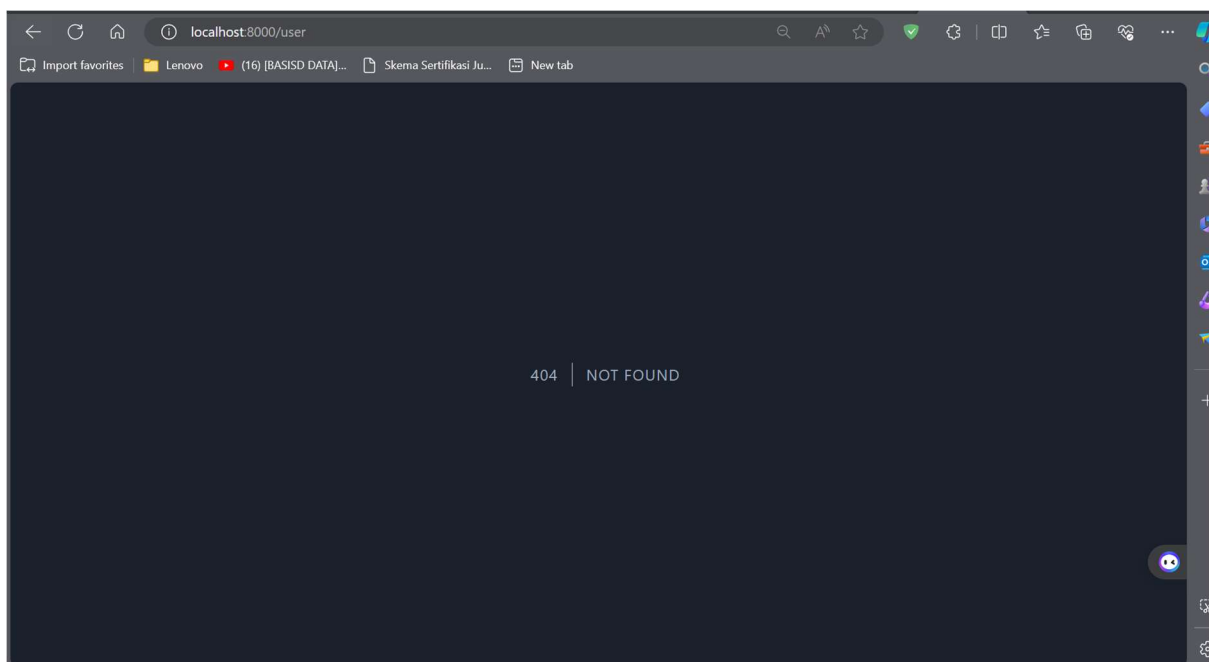 localhost:8000/user
Import favorites Lenovo (16) [BASISD DATA]... Skema Sertifikasi Ju... New tab
404 NOT FOUND